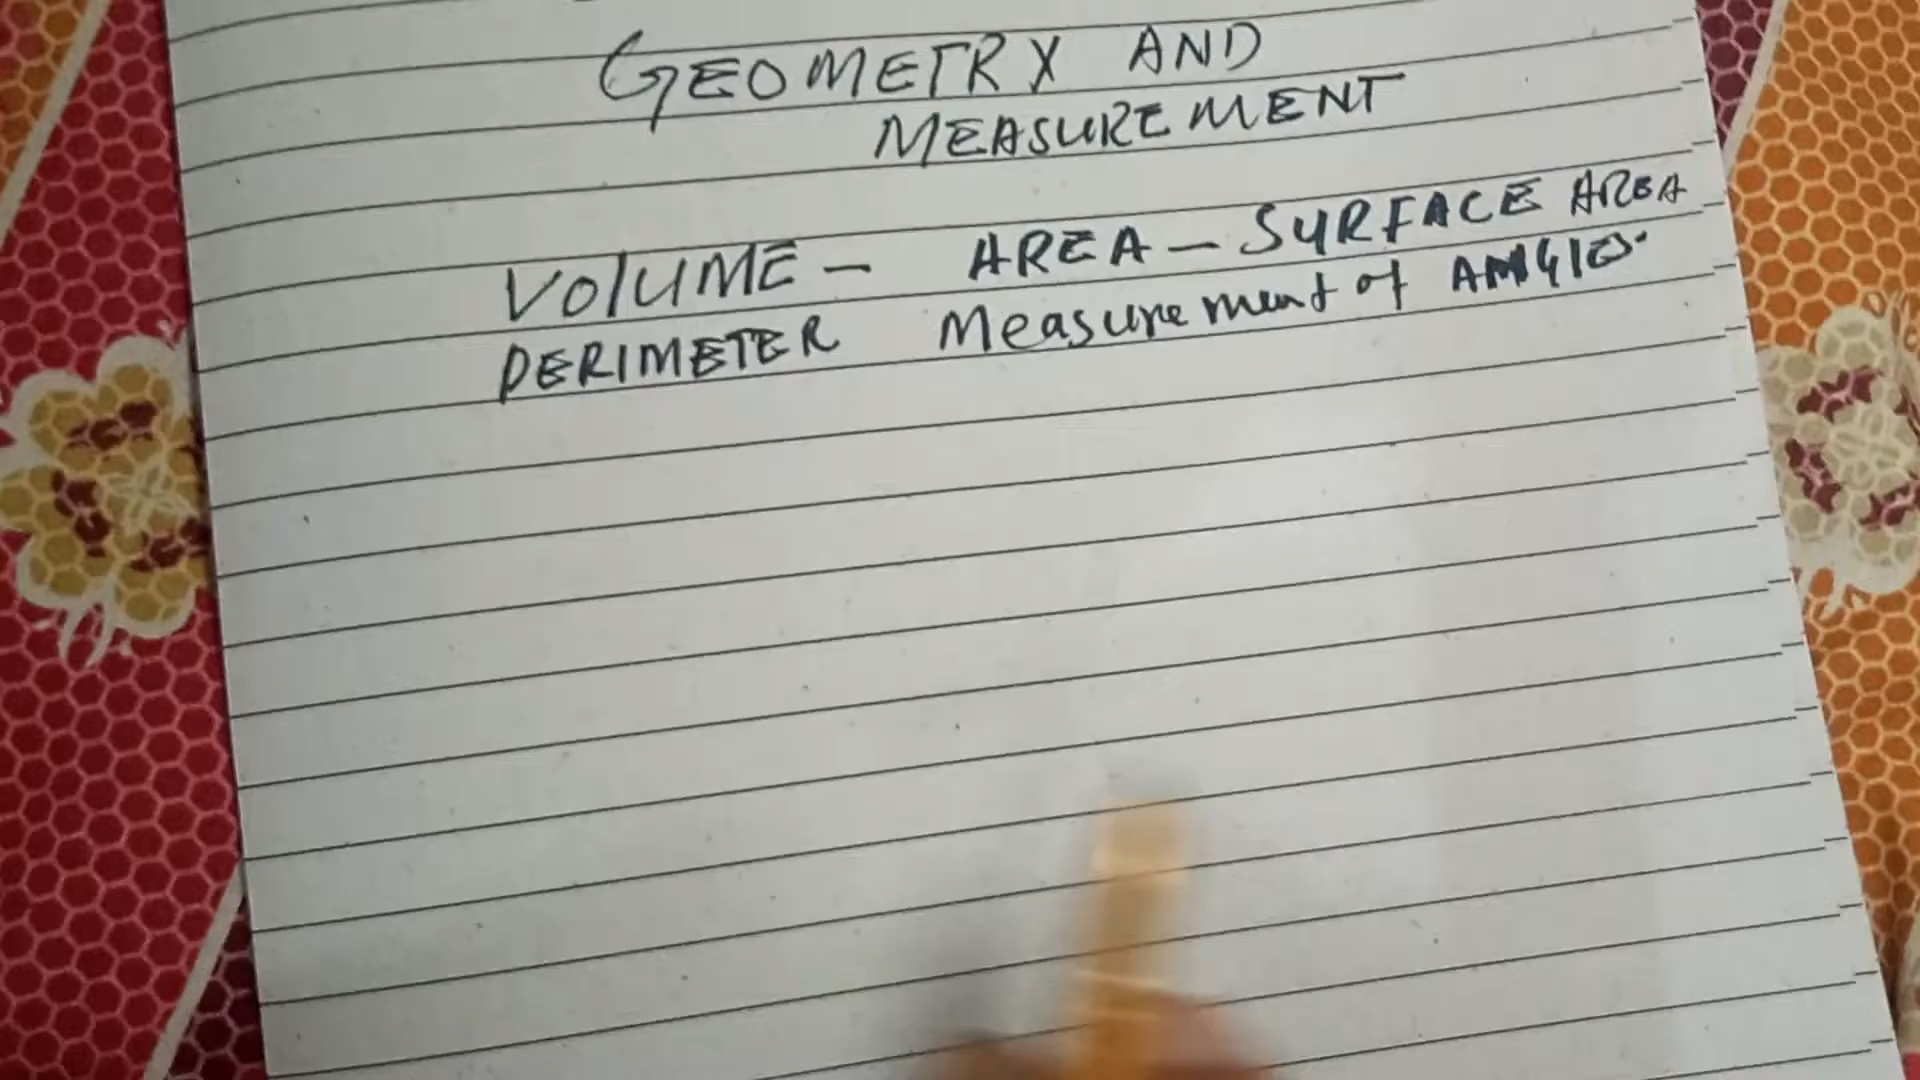 GEOMETRY AND
MEASUREMENT
VOLUME - AREA - SURFACE AREA
PERIMETER Measurement of ANGLES.